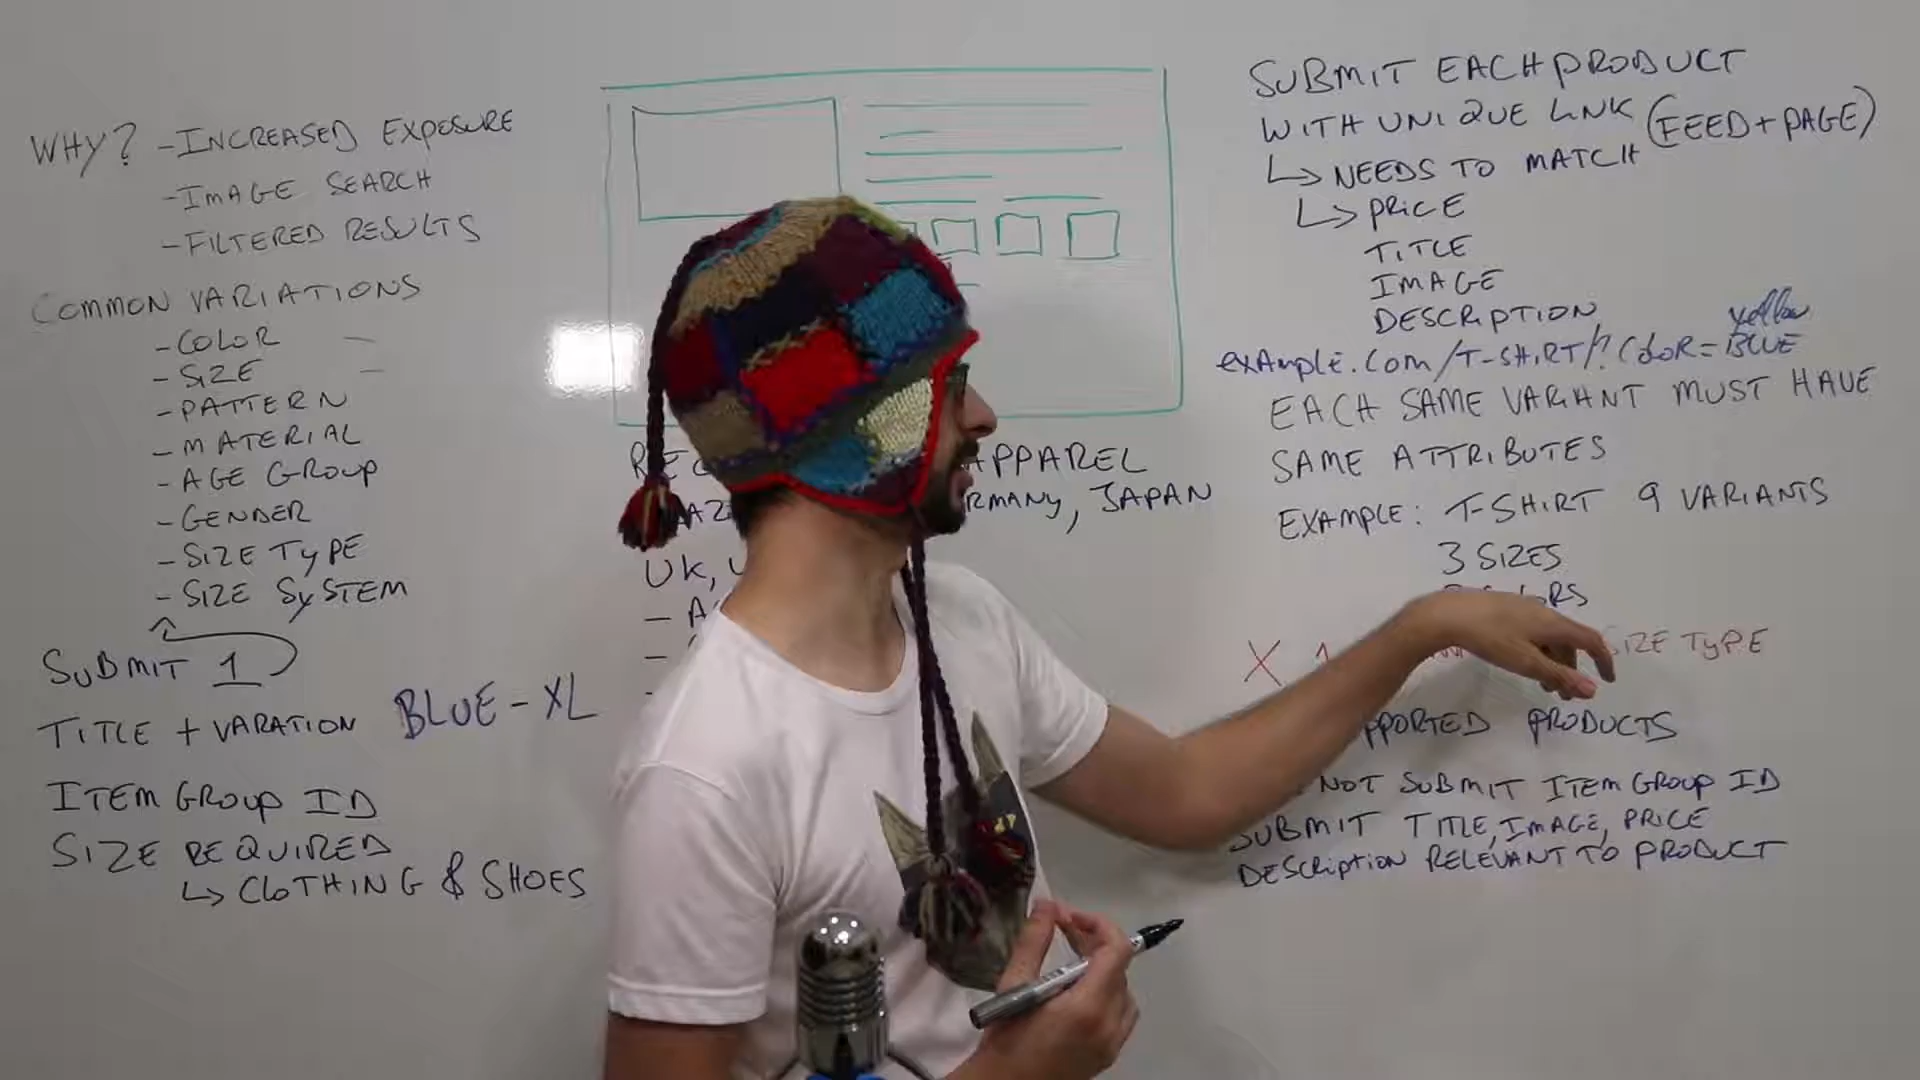 WHY? - INCREASED EXPOSURE
- IMAGE SEARCH
- FILTERED RESULTS
COMMON VARIATIONS
- COLOR
- SIZE
- PATTERN
- MATERIAL
- AGE GROUP
- GENDER
- SIZE TYPE
- SIZE SYSTEM
SUBMIT 1
TITLE + VARATION BLUE - XL
ITEM GROUP ID
SIZE REQUIRED
↳ CLOTHING & SHOES
APPAREL
JAPAN
UK,
SUBMIT EACH PRODUCT
WITH UNIQUE LINK (FEED + PAGE)
↳ NEEDS TO MATCH
↳ PRICE
TITLE
IMAGE
DESCRIPTION
yellow
example.com/T-SHIRT/?COLOR=BLUE
EACH SAME VARIANT MUST HAVE
SAME ATTRIBUTES
EXAMPLE: T-SHIRT 9 VARIANTS
3 SIZES
X 1 SIZE TYPE
PRODUCTS
NOT SUBMIT ITEM GROUP ID
SUBMIT TITLE, IMAGE, PRICE
DESCRIPTION RELEVANT TO PRODUCT